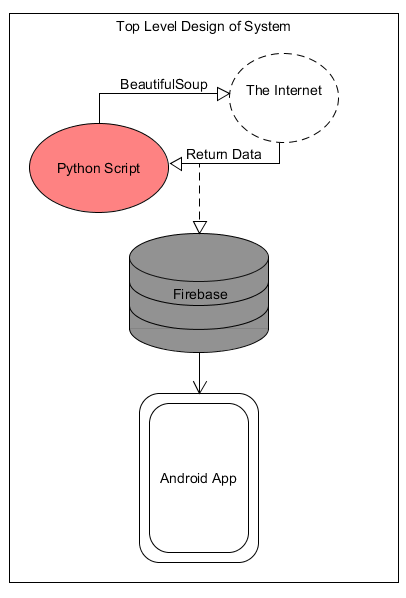 Top Level Design of System
BeautifulSoup
The Internet
Python Script
Return Data
Firebase
Android App